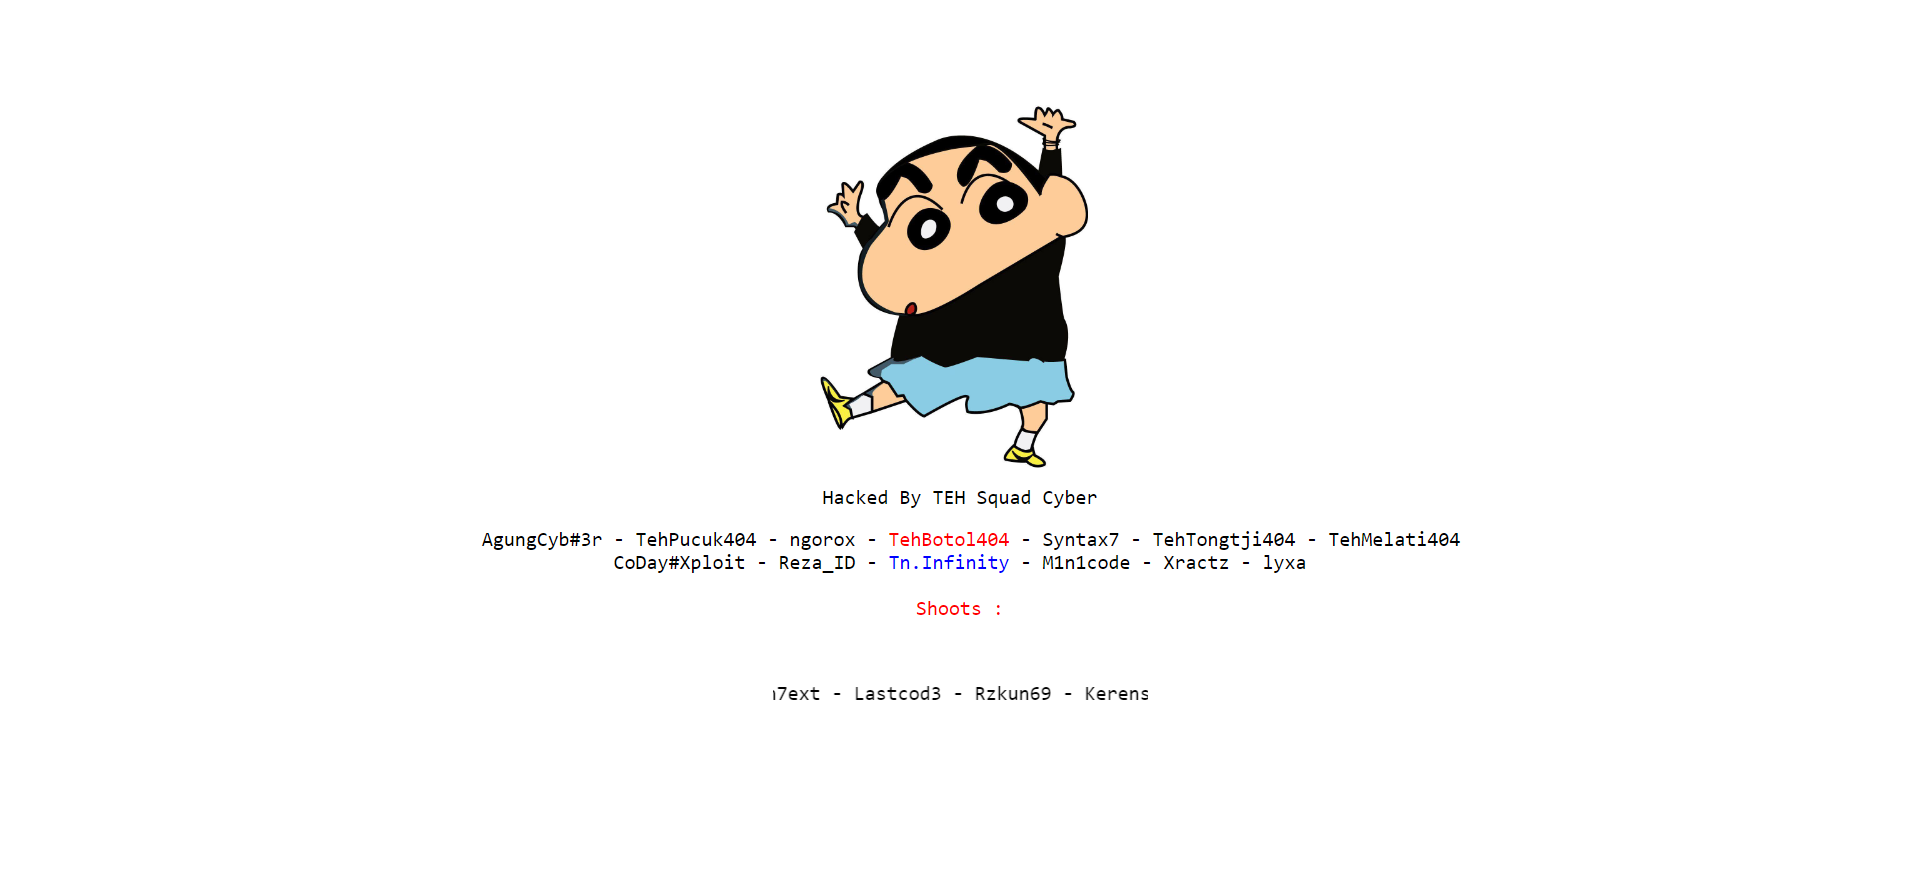 Hacked By TEH Squad Cyber
AgungCyb#3r - TehPucuk404 - ngorox - TehBotol404 - Syntax7 - TehTongtji404 - TehMelati404
CoDay#Xploit - Reza_ID - Tn.Infinity - M1n1code - Xractz - lyxa
Shoots :
- Lastcod3 - Rzkun69 - Kerens